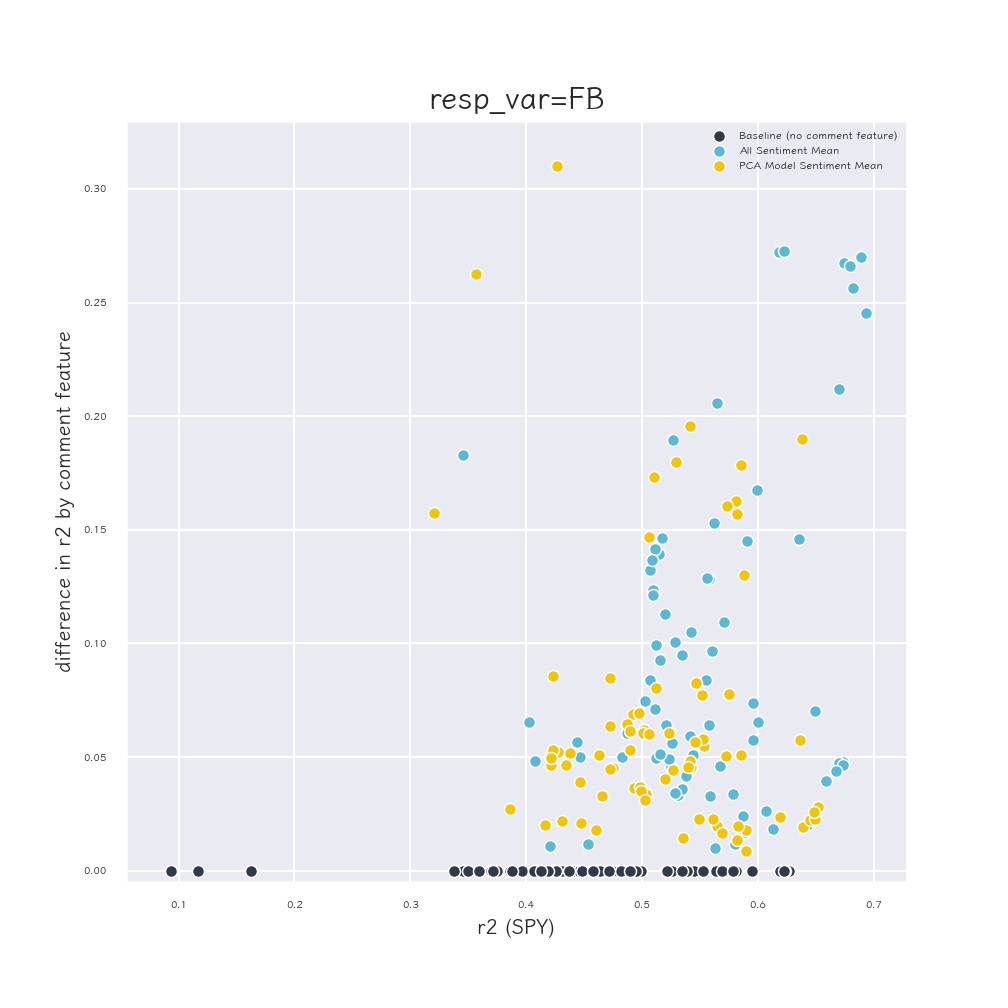 resp_var=FB
Baseline (no comment feature)
All Sentiment Mean
PCA Model Sentiment Mean
difference in r2 by comment feature
0.30
0.25
0.20
0.15
0.10
0.05
0.00
0.1 0.2 0.3 0.4 0.5 0.6 0.7
r2 (SPY)